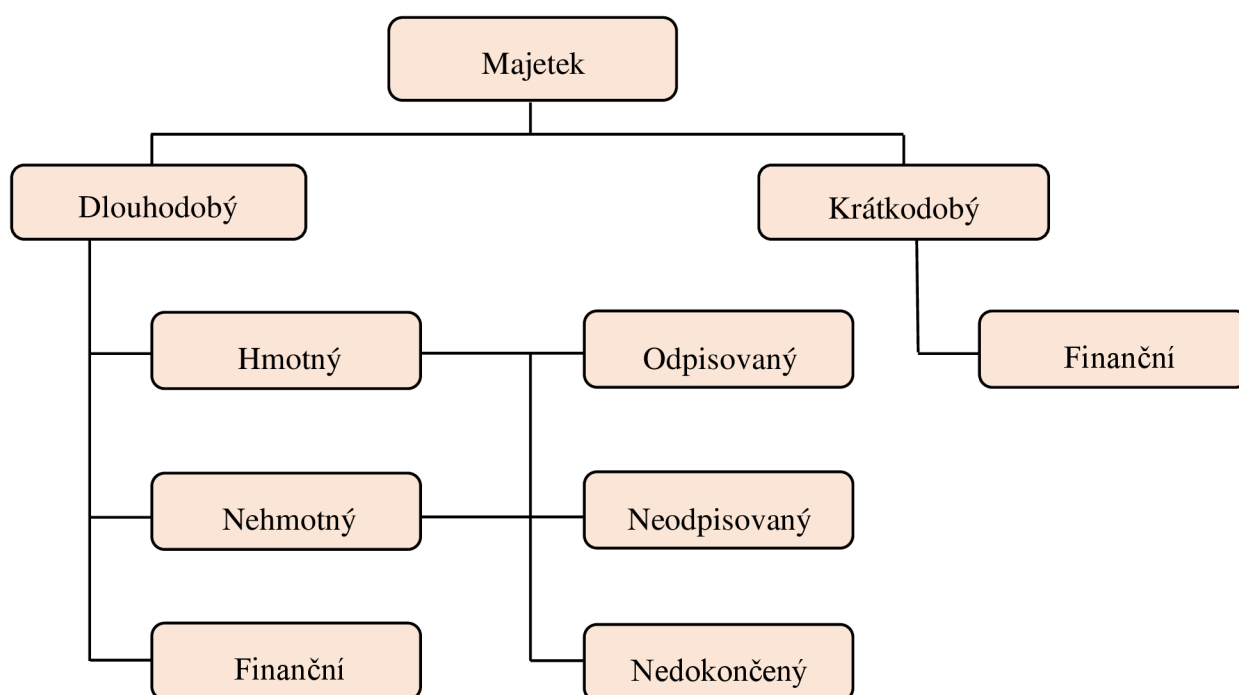 Majetek
Dlouhodobý
Krátkodobý
Hmotný
Odpisovaný
Finanční
Nehmotný
Neodpisovaný
Finanční
Nedokončený